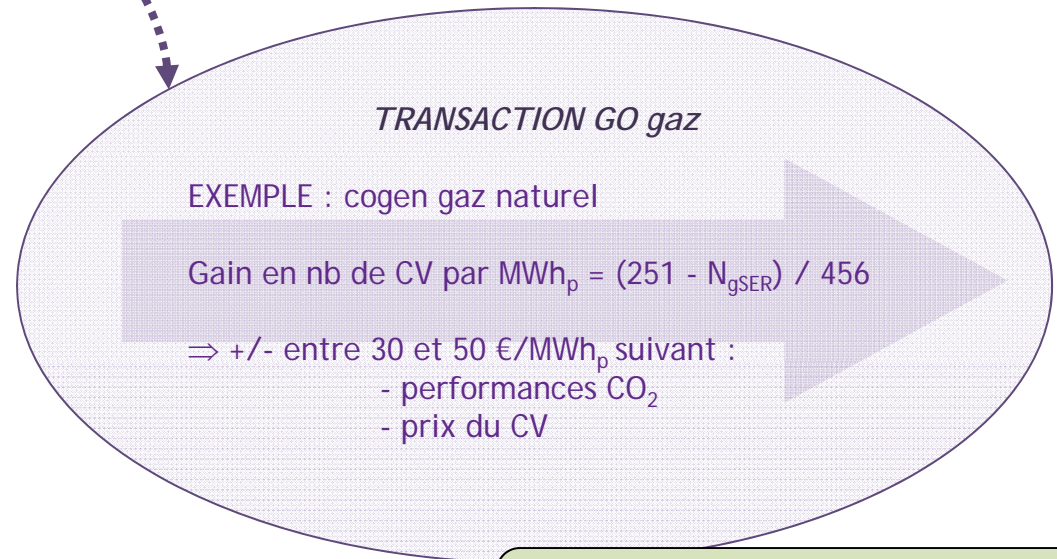 TRANSACTION GO gaz
EXEMPLE : cogen gaz naturel
Gain en nb de CV par MWhₚ = (251 - N_gSER) / 456
⇒ +/- entre 30 et 50 €/MWhₚ suivant :
- performances CO₂
- prix du CV